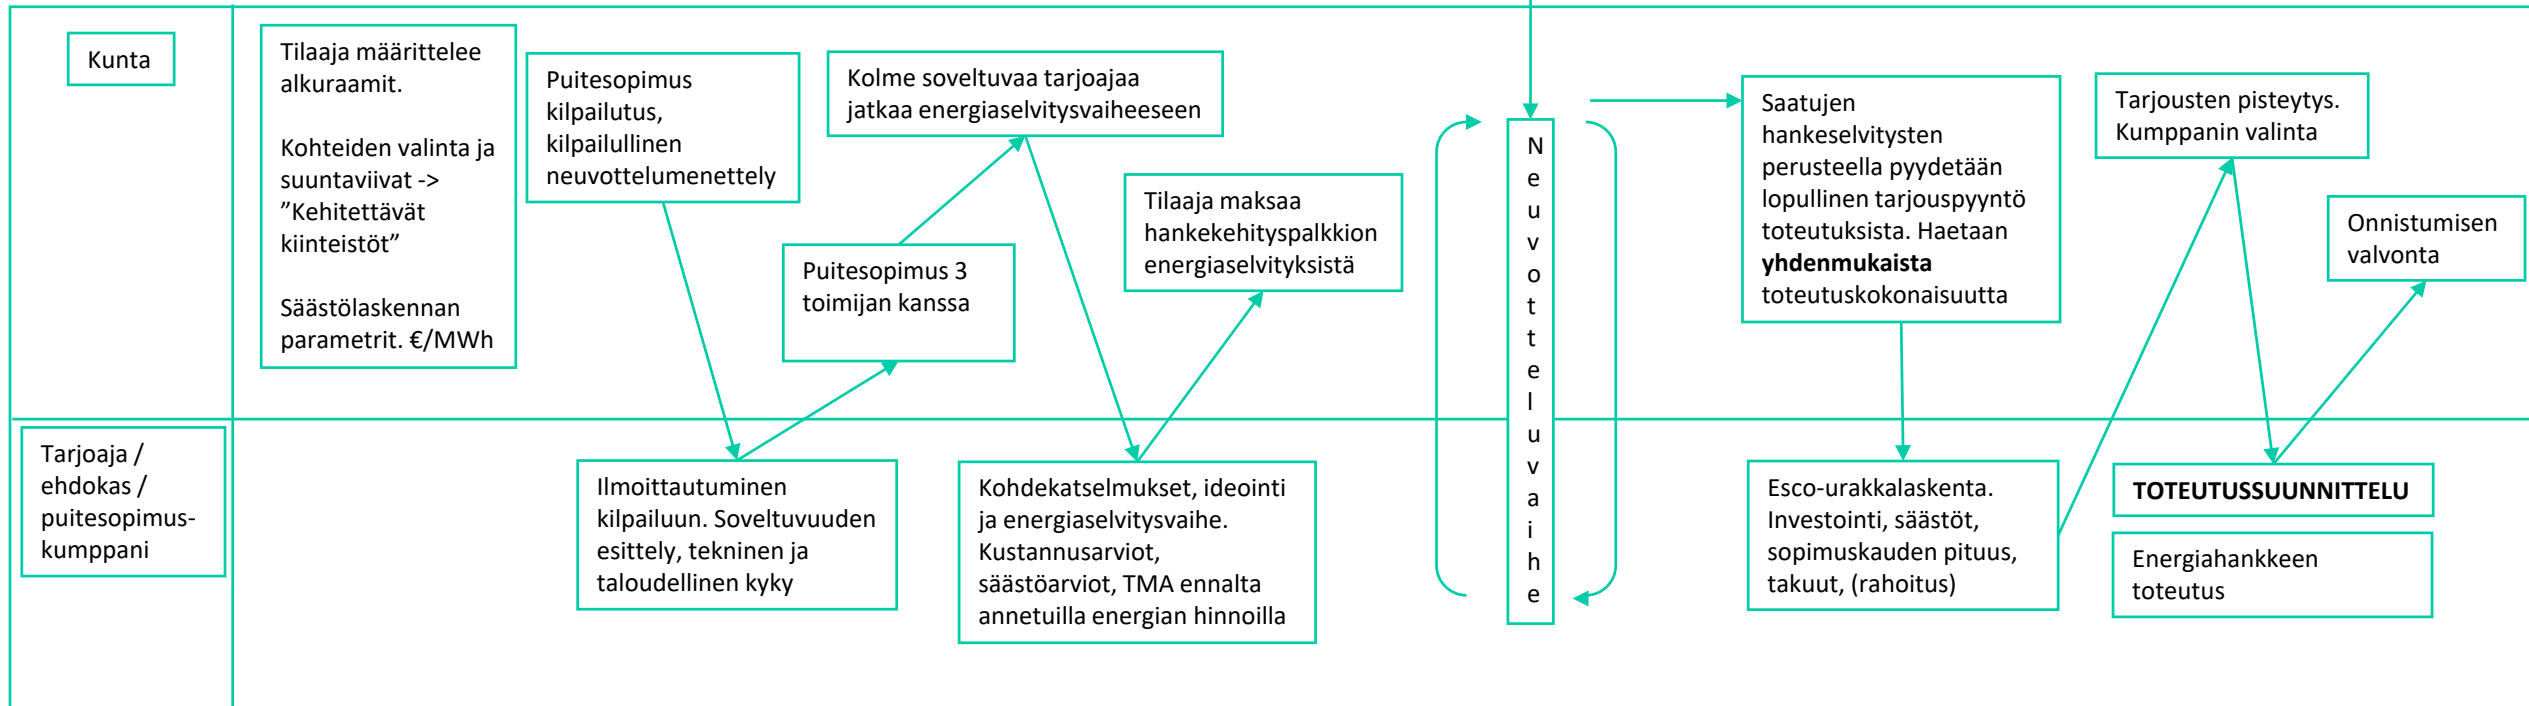 Kunta
Tilaaja määrittelee
alkuraamit.
Kohteiden valinta ja
suuntaviivat ->
”Kehitettävät
kiinteistöt”
Säästölaskennan
parametrit. €/MWh
Puitesopimus
kilpailutus,
kilpailullinen
neuvottelumenettely
Kolme soveltuvaa tarjoajaa
jatkaa energiaselvitysvaiheeseen
Puitesopimus 3
toimijan kanssa
Tilaaja maksaa
hankekehityspalkkion
energiaselvityksistä
N
e
u
v
o
t
t
e
l
u
v
a
i
h
e
Saatujen
hankeselvitysten
perusteella pyydetään
lopullinen tarjouspyyntö
toteutuksista. Haetaan
yhdenmukaista
toteutuskokonaisuutta
Tarjousten pisteytys.
Kumppanin valinta
Onnistumisen
valvonta
Tarjoaja /
ehdokas /
puitesopimus-
kumppani
Ilmoittautuminen
kilpailuun. Soveltuvuuden
esittely, tekninen ja
taloudellinen kyky
Kohdekatselmukset, ideointi
ja energiaselvitysvaihe.
Kustannusarviot,
säästöarviot, TMA ennalta
annetuilla energian hinnoilla
Esco-urakkalaskenta.
Investointi, säästöt,
sopimuskauden pituus,
takuut, (rahoitus)
TOTEUTUSSUUNNITTELU
Energiahankkeen
toteutus